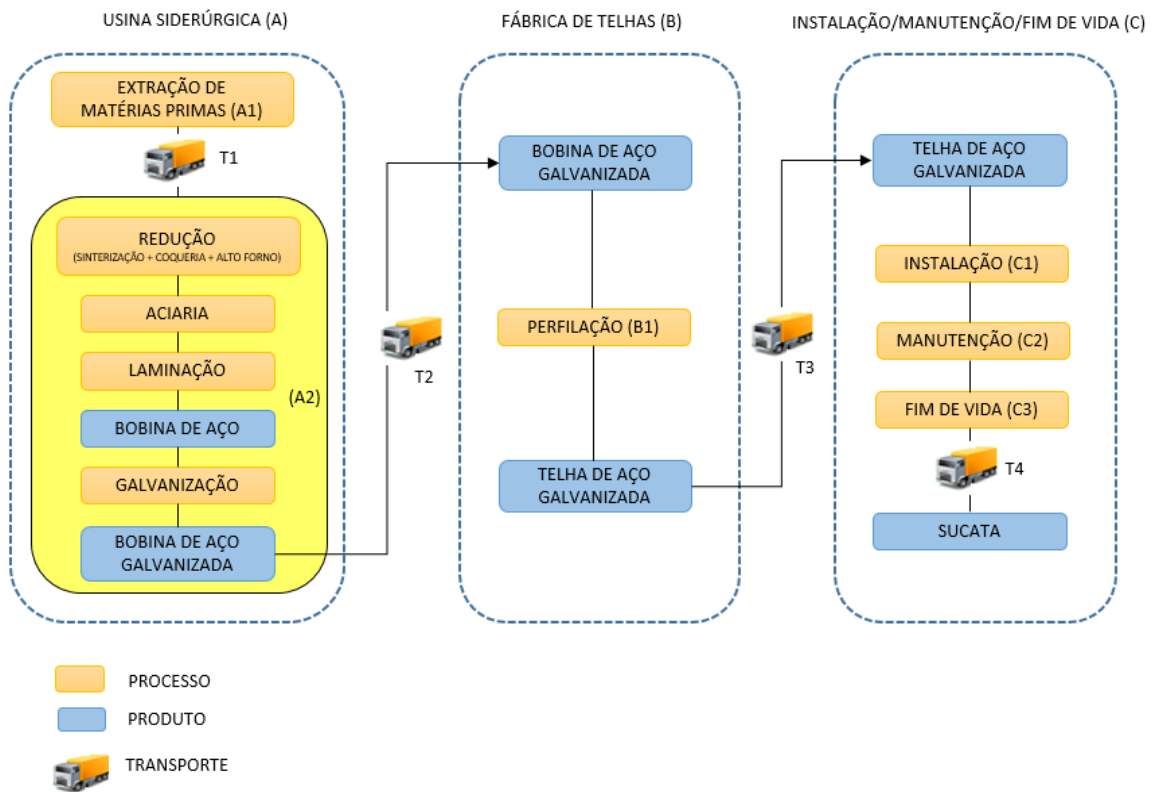 USINA SIDERÚRGICA (A)
EXTRAÇÃO DE
MATÉRIAS PRIMAS (A1)
T1
REDUÇÃO
(SINTERIZAÇÃO + COQUERIA + ALTO FORNO)
ACIARIA
LAMINAÇÃO
(A2)
BOBINA DE AÇO
GALVANIZAÇÃO
BOBINA DE AÇO
GALVANIZADA
T2
FÁBRICA DE TELHAS (B)
BOBINA DE AÇO
GALVANIZADA
PERFILAÇÃO (B1)
TELHA DE AÇO
GALVANIZADA
T3
INSTALAÇÃO/MANUTENÇÃO/FIM DE VIDA (C)
TELHA DE AÇO
GALVANIZADA
INSTALAÇÃO (C1)
MANUTENÇÃO (C2)
FIM DE VIDA (C3)
T4
SUCATA
PROCESSO
PRODUTO
TRANSPORTE